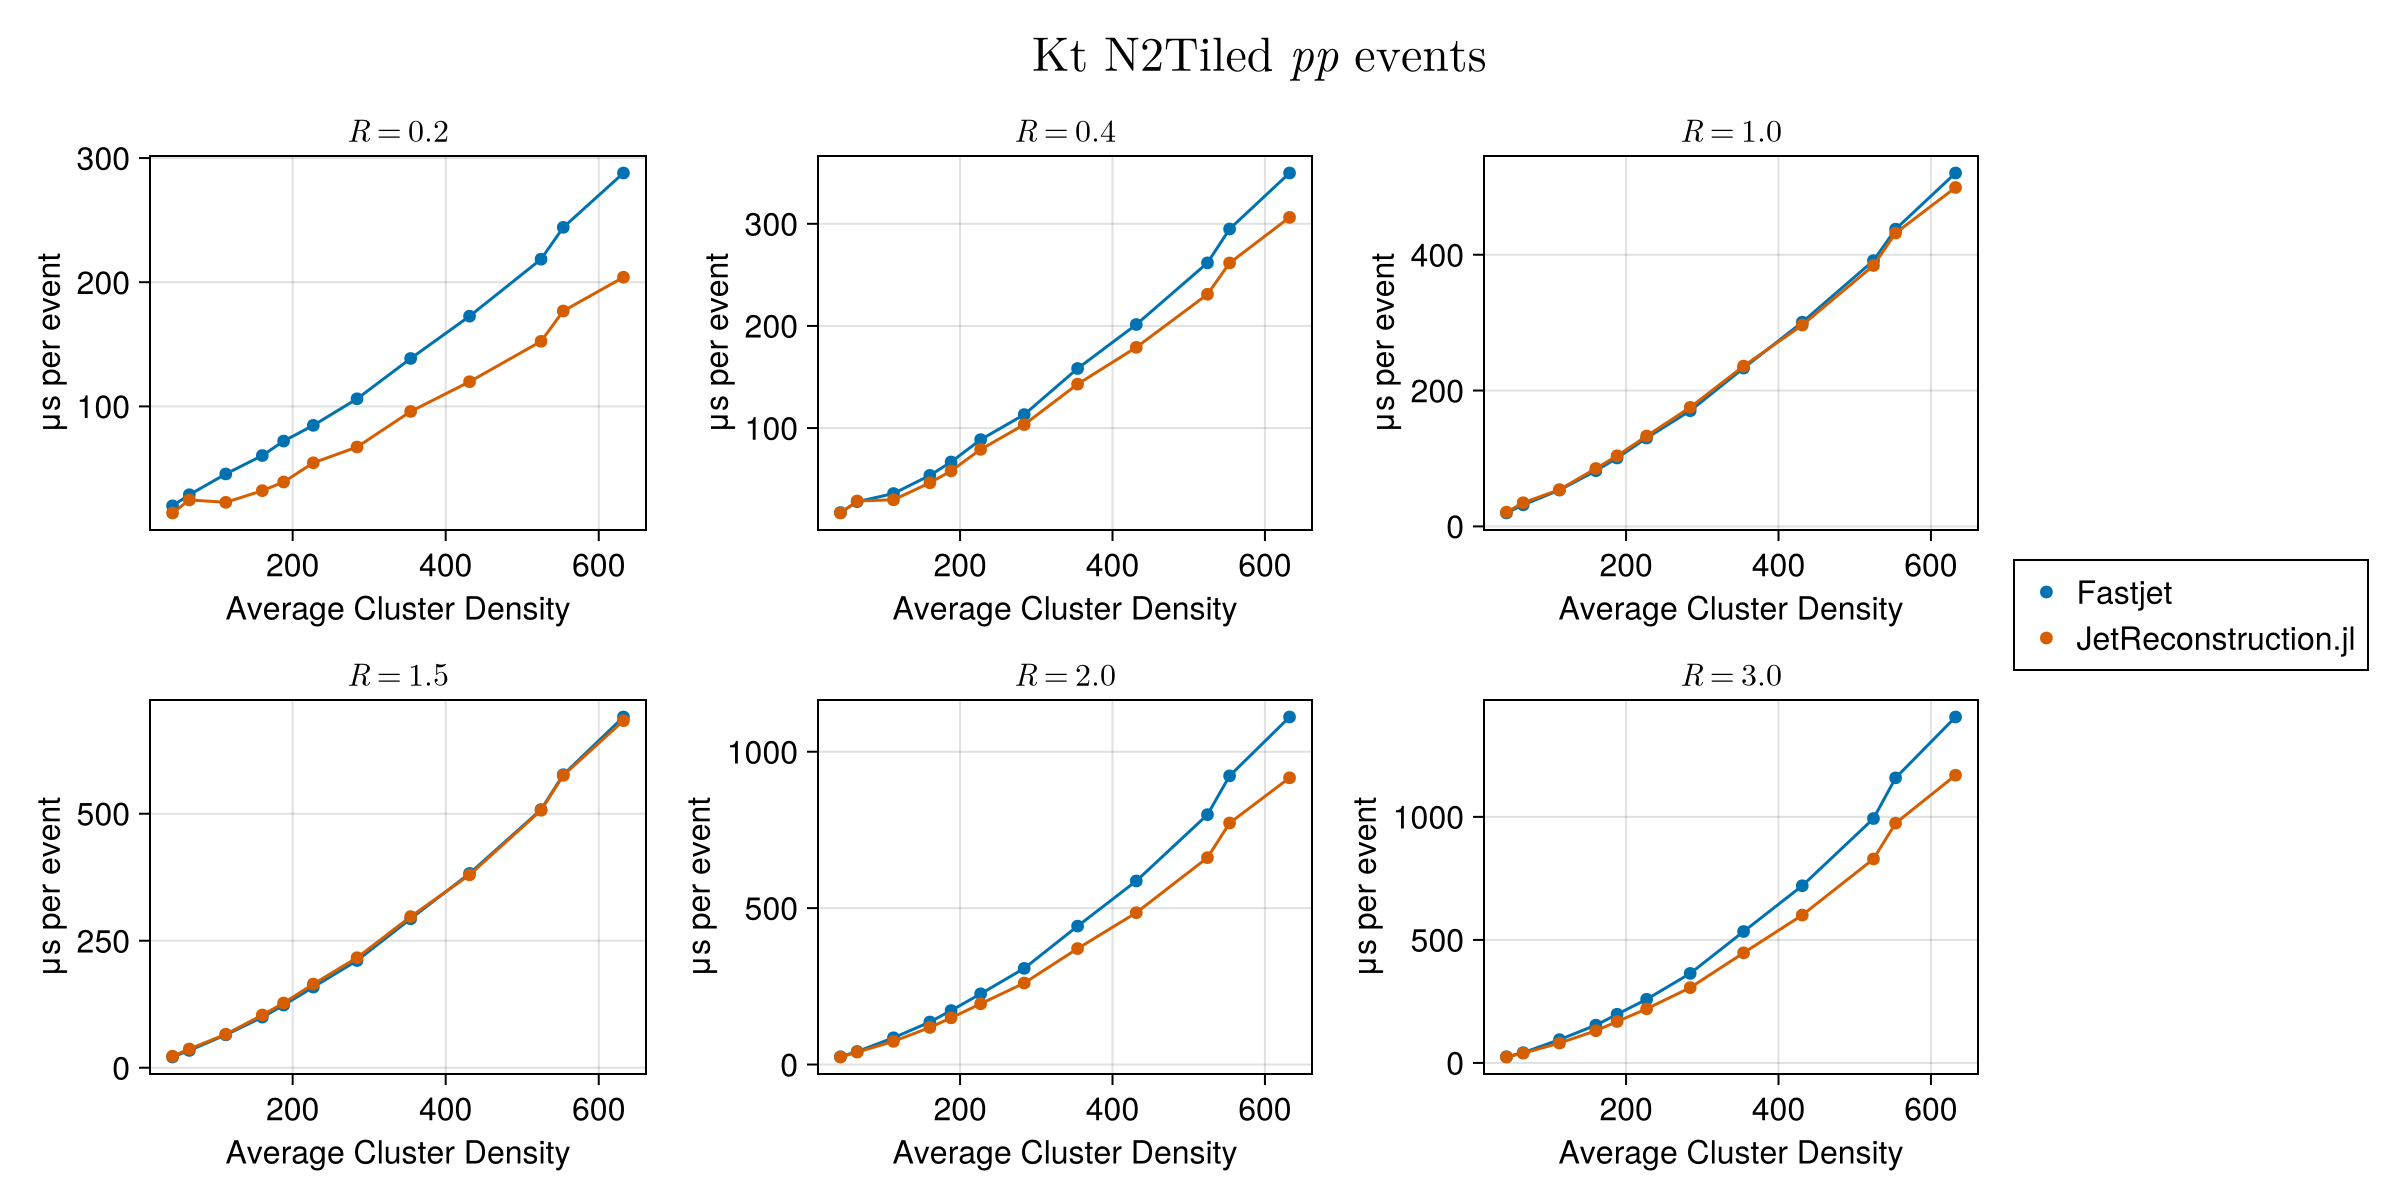 Kt N2Tiled pp events
R = 0.2
300
200
100
µs per event
200 400 600
Average Cluster Density
R = 0.4
300
200
100
µs per event
200 400 600
Average Cluster Density
R = 1.0
400
200
0
µs per event
200 400 600
Average Cluster Density
Fastjet
JetReconstruction.jl
R = 1.5
500
250
0
µs per event
200 400 600
Average Cluster Density
R = 2.0
1000
500
0
µs per event
200 400 600
Average Cluster Density
R = 3.0
1000
500
0
µs per event
200 400 600
Average Cluster Density